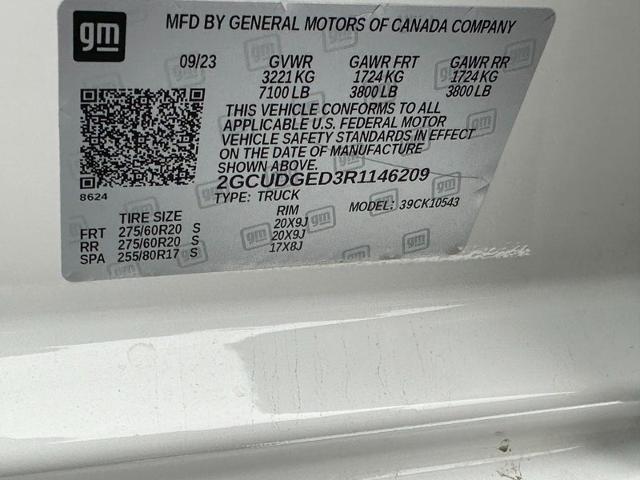 gm
MFD BY GENERAL MOTORS OF CANADA COMPANY
09/23 GVWR GAWR FRT GAWR RR
3221 KG 1724 KG 1724 KG
7100 LB 3800 LB 3800 LB
THIS VEHICLE CONFORMS TO ALL
APPLICABLE U.S. FEDERAL MOTOR
VEHICLE SAFETY STANDARDS IN EFFECT
ON THE DATE OF MANUFACTURE
SHOWN ABOVE.
2GCUDGED3R1146209
TYPE: TRUCK MODEL: 39CK10543
8624
TIRE SIZE RIM
FRT 275/60R20 S 20X9J
RR 275/60R20 S 20X9J
SPA 255/80R17 S 17X8J